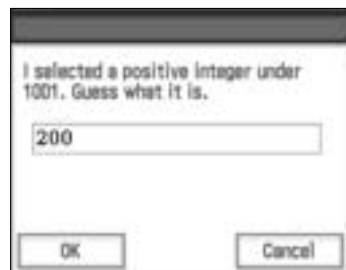 I selected a positive integer under
1001. Guess what it is.
200
OK
Cancel